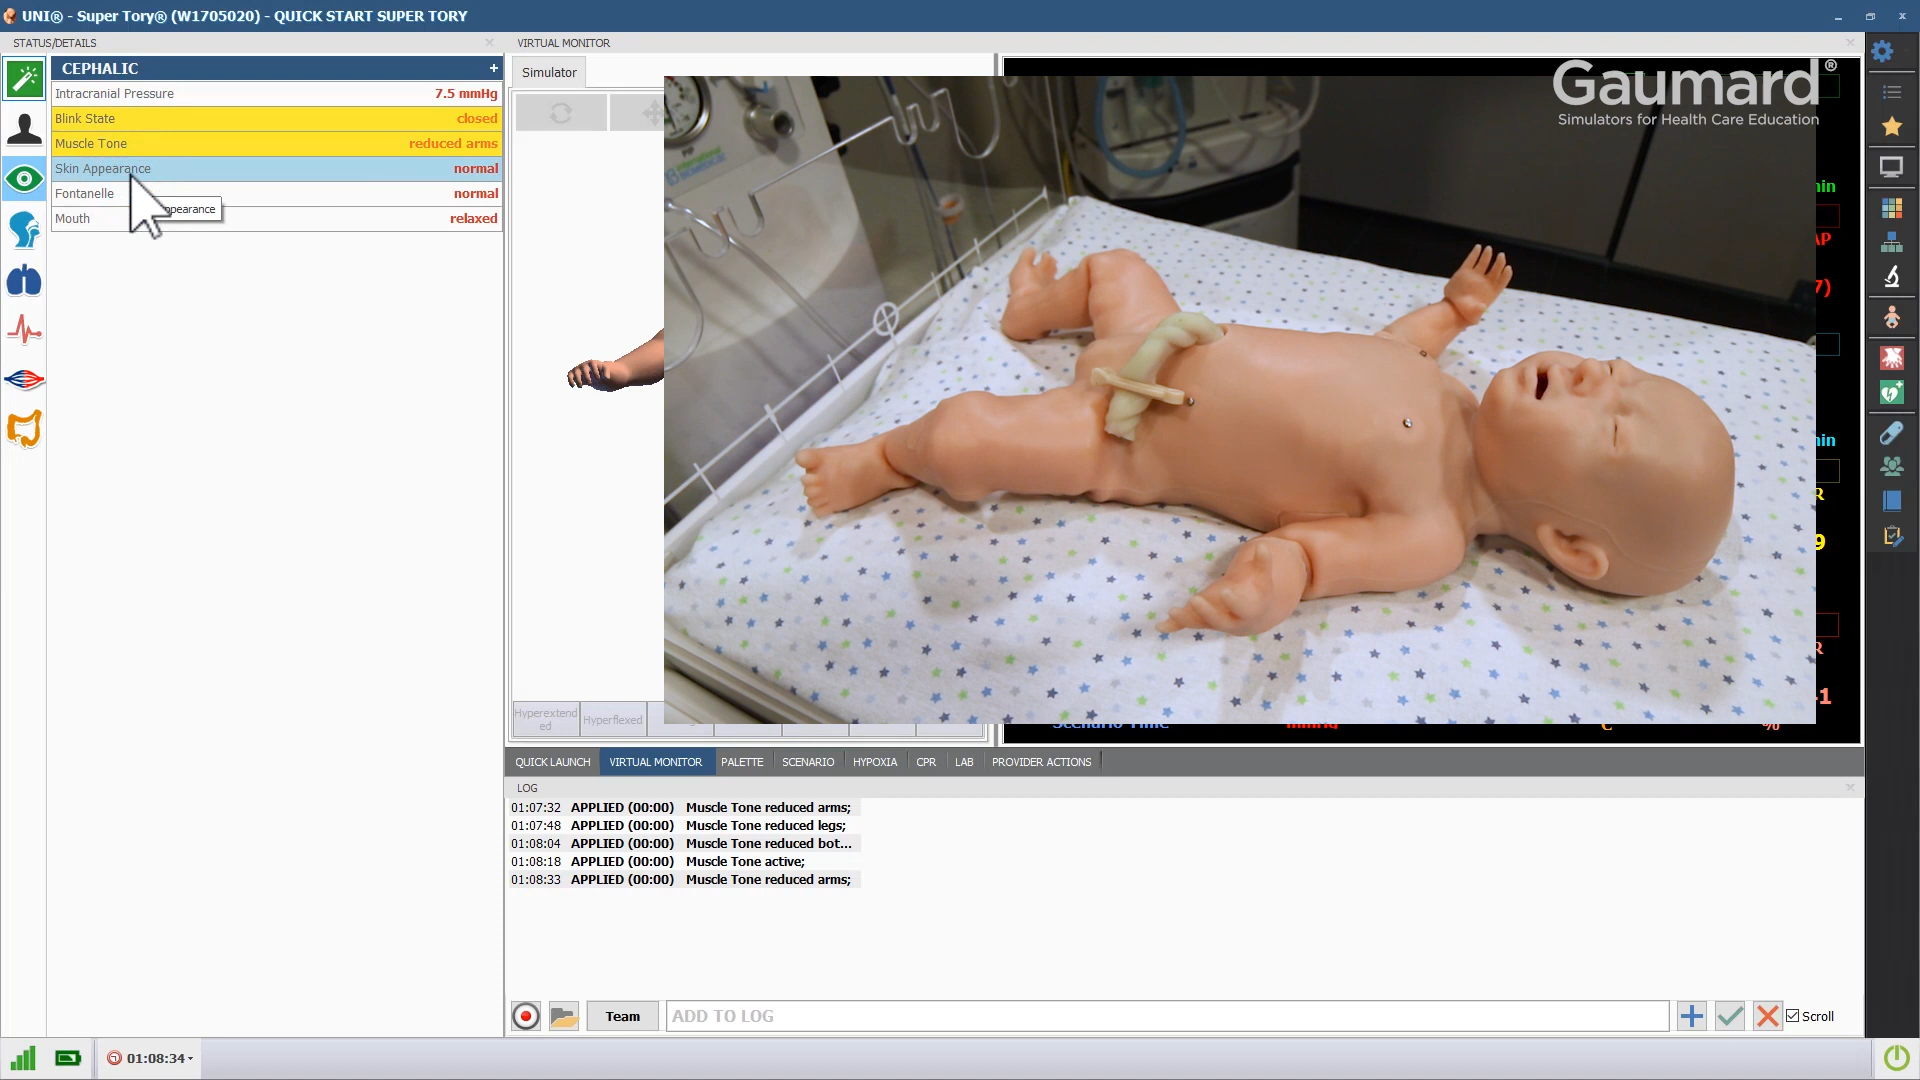 UNI® - Super Tory® (W1705020) - QUICK START SUPER TORY
STATUS/DETAILS
CEPHALIC +
Intracranial Pressure 7.5 mmHg
Blink State closed
Muscle Tone reduced arms
Skin Appearance normal
Fontanelle normal
Mouth relaxed
VIRTUAL MONITOR
Simulator
Gaumard®
Simulators for Health Care Education
Hyperextend
ed
Hyperflexed
QUICK LAUNCH VIRTUAL MONITOR PALETTE SCENARIO HYPOXIA CPR LAB PROVIDER ACTIONS
LOG
01:07:32 APPLIED (00:00) Muscle Tone reduced arms;
01:07:48 APPLIED (00:00) Muscle Tone reduced legs;
01:08:04 APPLIED (00:00) Muscle Tone reduced bot...
01:08:18 APPLIED (00:00) Muscle Tone active;
01:08:33 APPLIED (00:00) Muscle Tone reduced arms;
Team ADD TO LOG Scroll
01:08:34